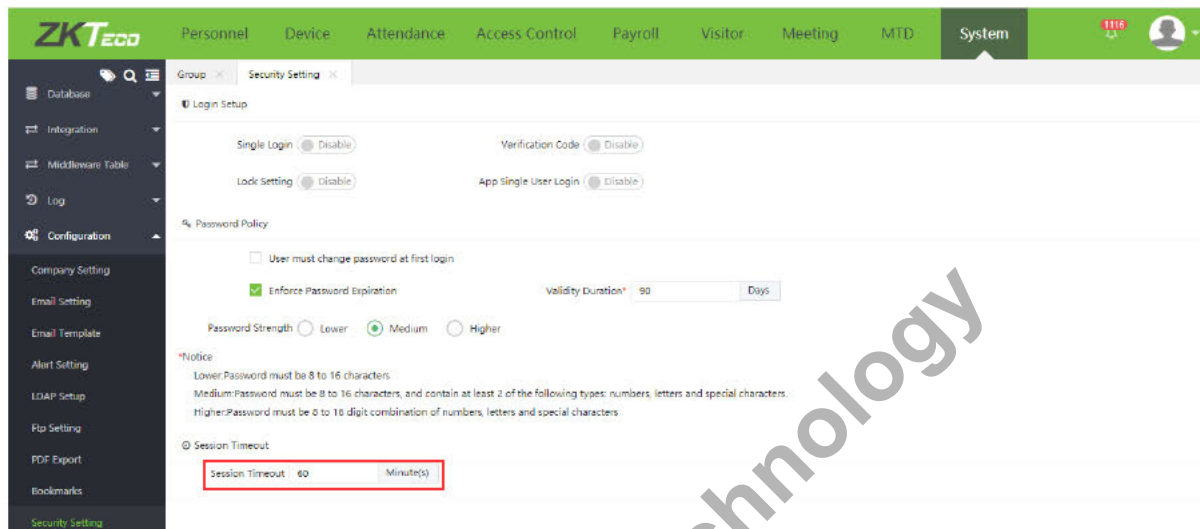 ZKTECO Personnel Device Attendance Access Control Payroll Visitor Meeting MTD System 1116
Group Security Setting
Database
Integration
Middleware Table
Log
Configuration
Company Setting
Email Setting
Email Template
Alert Setting
LDAP Setup
Ftp Setting
PDF Export
Bookmarks
Security Setting
Login Setup
Single Login Disable Verification Code Disable
Lock Setting Disable App Single User Login Disable
Password Policy
User must change password at first login
Enforce Password Expiration Validity Duration* 90 Days
Password Strength Lower Medium Higher
*Notice
Lower:Password must be 8 to 16 characters
Medium:Password must be 8 to 16 characters, and contain at least 2 of the following types: numbers, letters and special characters.
Higher:Password must be 8 to 16 digit combination of numbers, letters and special characters
Session Timeout
Session Timeout 60 Minute(s)
hnology